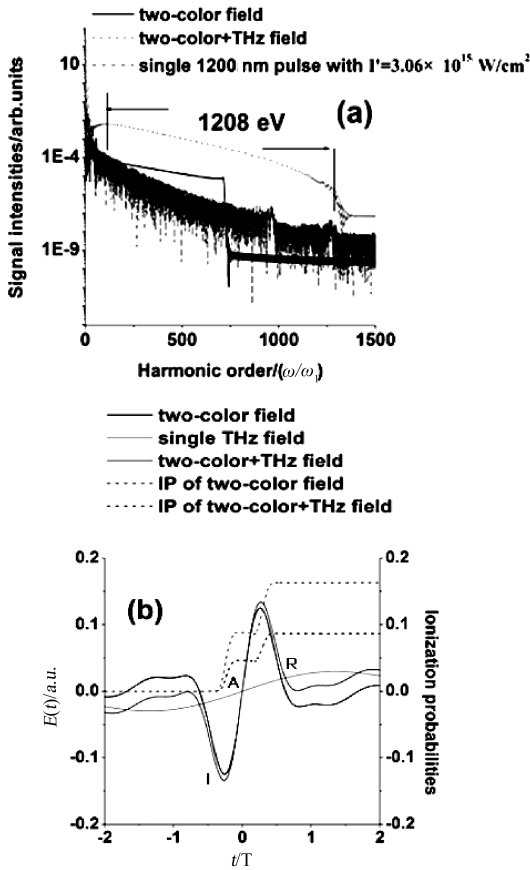 two-color field
two-color+THz field
single 1200 nm pulse with I'=3.06× 10^15 W/cm^2
10
1E-4
1E-9
Signal intensities/arb.units
1208 eV
(a)
0 500 1000 1500
Harmonic order/(ω/ω₁)
two-color field
single THz field
two-color+THz field
IP of two-color field
IP of two-color+THz field
0.2 0.2
0.1 0.1
0.0 0.0
-0.1 -0.1
-0.2 -0.2
E(t)/a.u.
(b)
A
R
I
Ionization probabilities
-2 -1 0 1 2
t/T